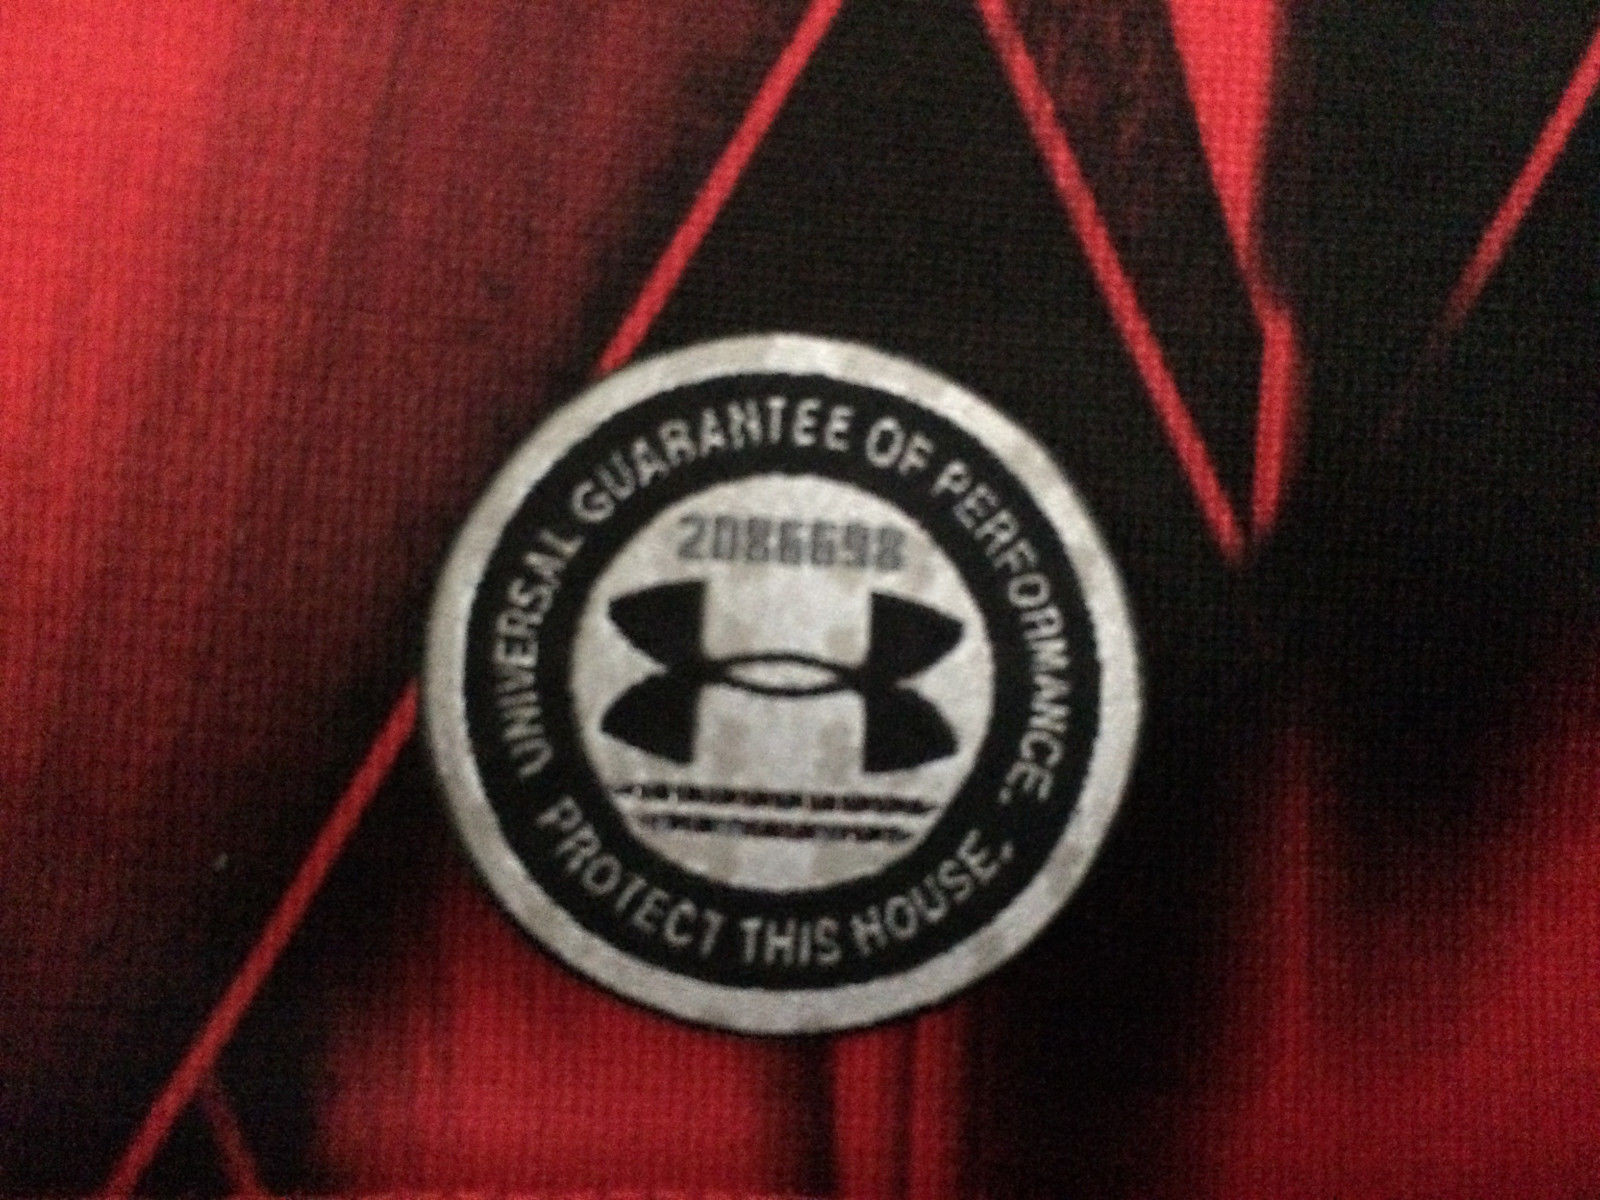 UNIVERSAL GUARANTEE OF PERFORMANCE.
2086698
PROTECT THIS HOUSE.